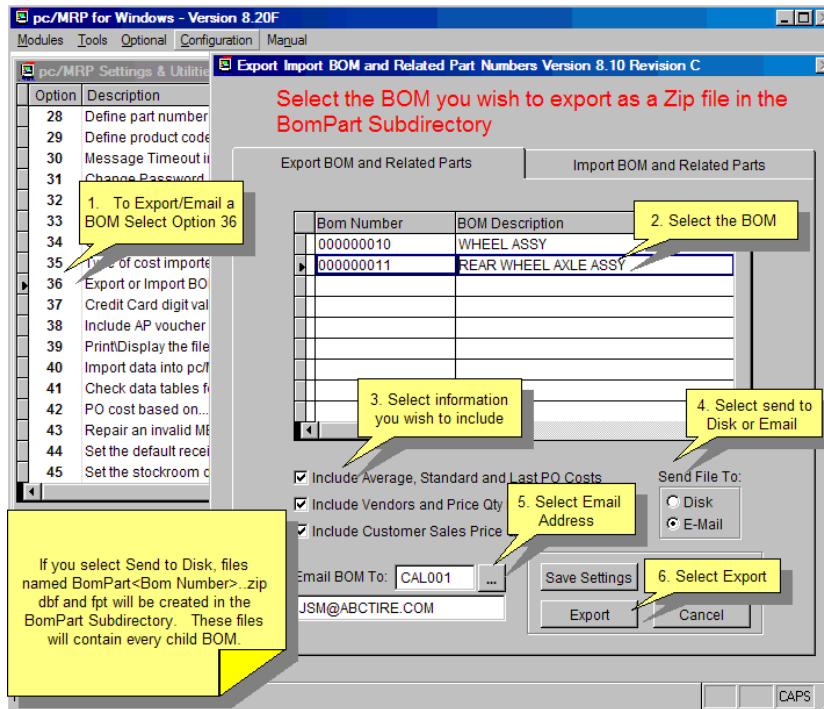 pc/MRP for Windows - Version 8.20F
Modules Tools Optional Configuration Manual
pc/MRP Settings & Utilitie
Export Import BOM and Related Part Numbers Version 8.10 Revision C
Select the BOM you wish to export as a Zip file in the
BomPart Subdirectory
Export BOM and Related Parts
Import BOM and Related Parts
Option Description
28 Define part number
29 Define product code
30 Message Timeout in
31 Change Password
32
33
34
35 of cost importe
36 Export or Import BO
37 Credit Card digit val
38 Include AP voucher
39 Print\Display the file
40 Import data into pc/
41 Check data tables f
42 PO cost based on...
43 Repair an invalid
44 Set the default recei
45 Set the stockroom
1. To Export/Email a
BOM Select Option 36
Bom Number BOM Description
000000010 WHEEL ASSY
000000011 REAR WHEEL AXLE ASSY
2. Select the BOM
3. Select information
you wish to include
4. Select send to
Disk or Email
Include Average, Standard and Last PO Costs
Include Vendors and Price Qty
Include Customer Sales Price
5. Select Email
Address
Send File To:
Disk
E-Mail
Email BOM To: CAL001 ...
JSM@ABCTIRE.COM
Save Settings
6. Select Export
Export Cancel
If you select Send to Disk, files
named BomPart<Bom Number>..zip
dbf and fpt will be created in the
BomPart Subdirectory. These files
will contain every child BOM.
CAPS